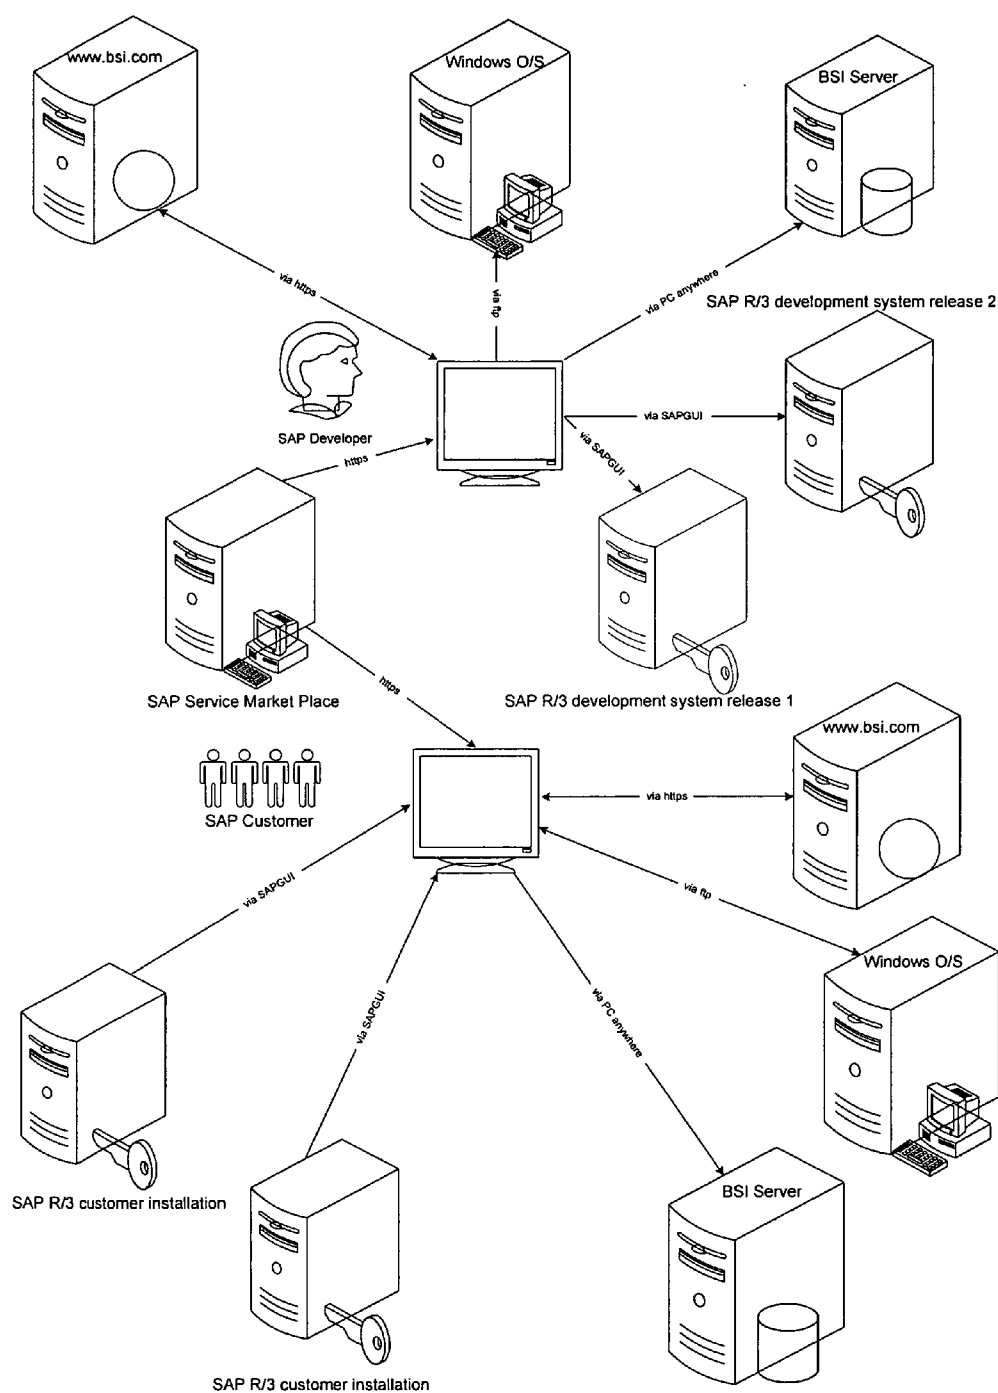 www.bsi.com
Windows O/S
BSI Server
via https
via ftp
via PC anywhere
SAP R/3 development system release 2
SAP Developer
via SAPGUI
via SAPGUI
https
SAP Service Market Place
https
SAP R/3 development system release 1
www.bsi.com
SAP Customer
via https
via SAPGUI
via ftp
Windows O/S
via SAPGUI
via PC anywhere
SAP R/3 customer installation
BSI Server
SAP R/3 customer installation